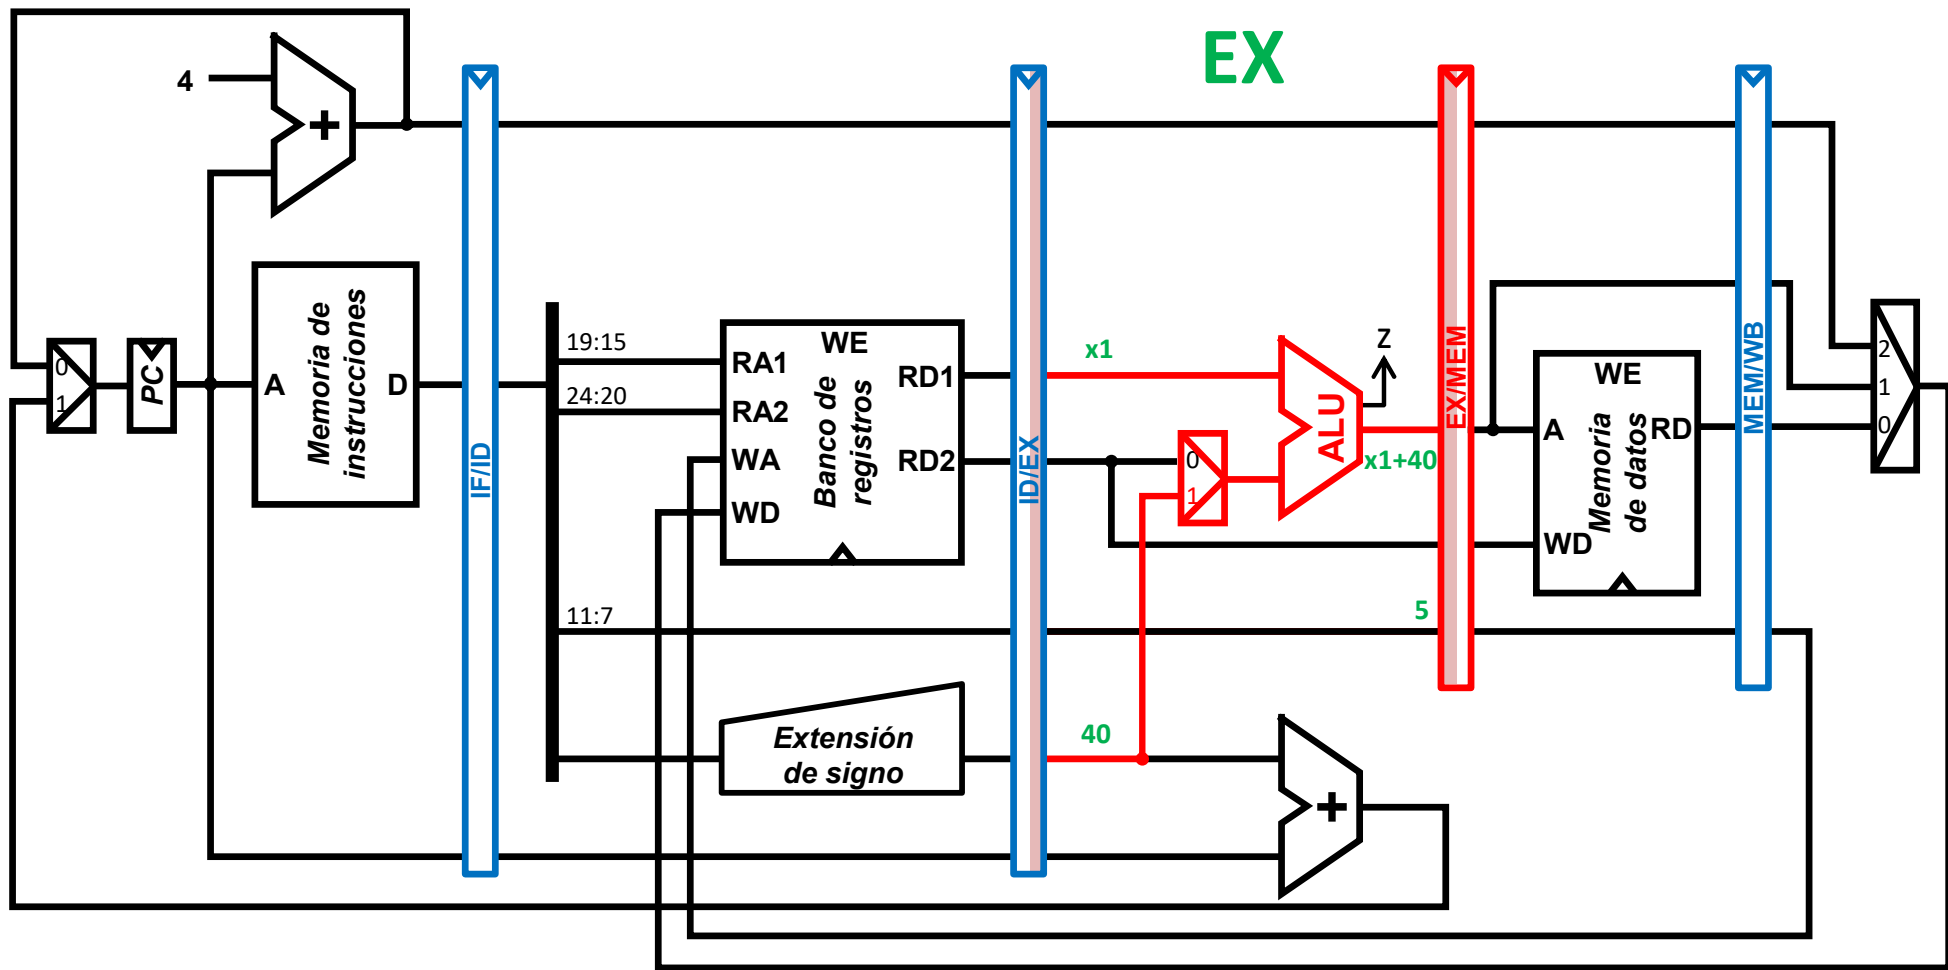 EX
4
+
IF/ID
ID/EX
EX/MEM
MEM/WB
0
1
PC
A
D
Memoria de
instrucciones
19:15
24:20
11:7
RA1
RA2
WA
WD
WE
RD1
RD2
Banco de
registros
x1
0
1
ALU
Z
x1+40
5
A
WD
WE
RD
Memoria
de datos
2
1
0
Extensión
de signo
40
+